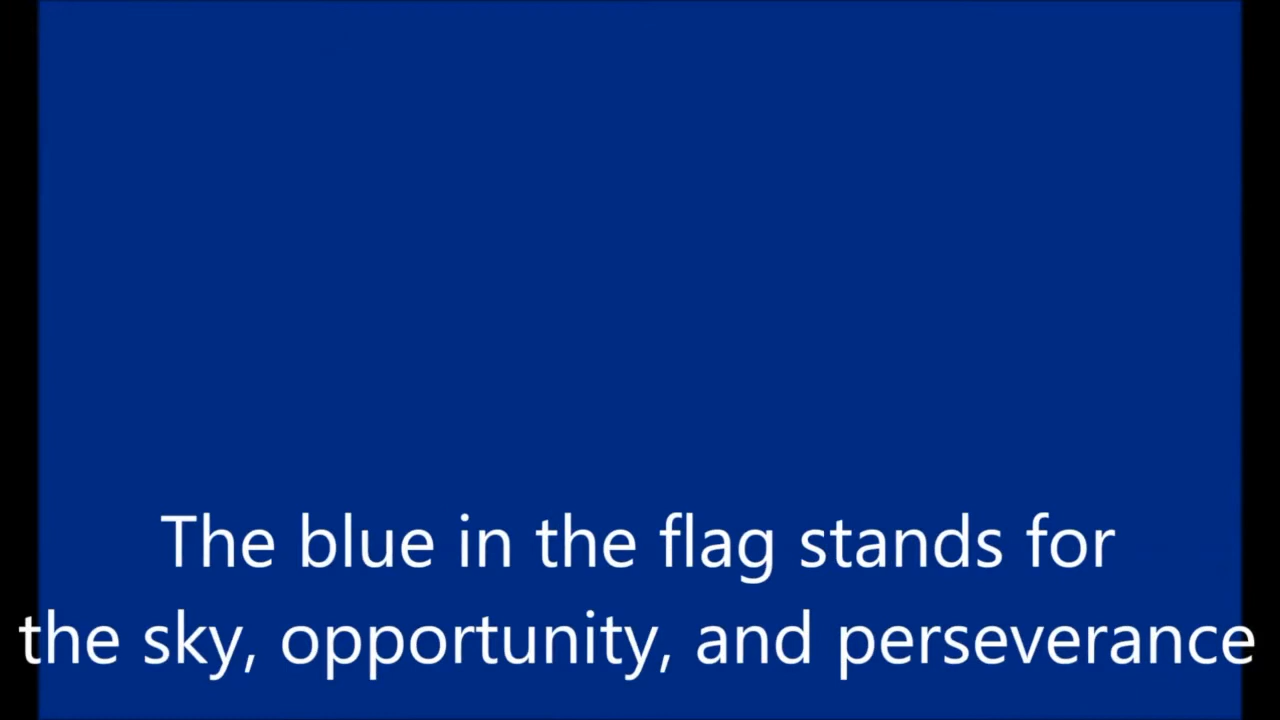 The blue in the flag stands for
the sky, opportunity, and perseverance